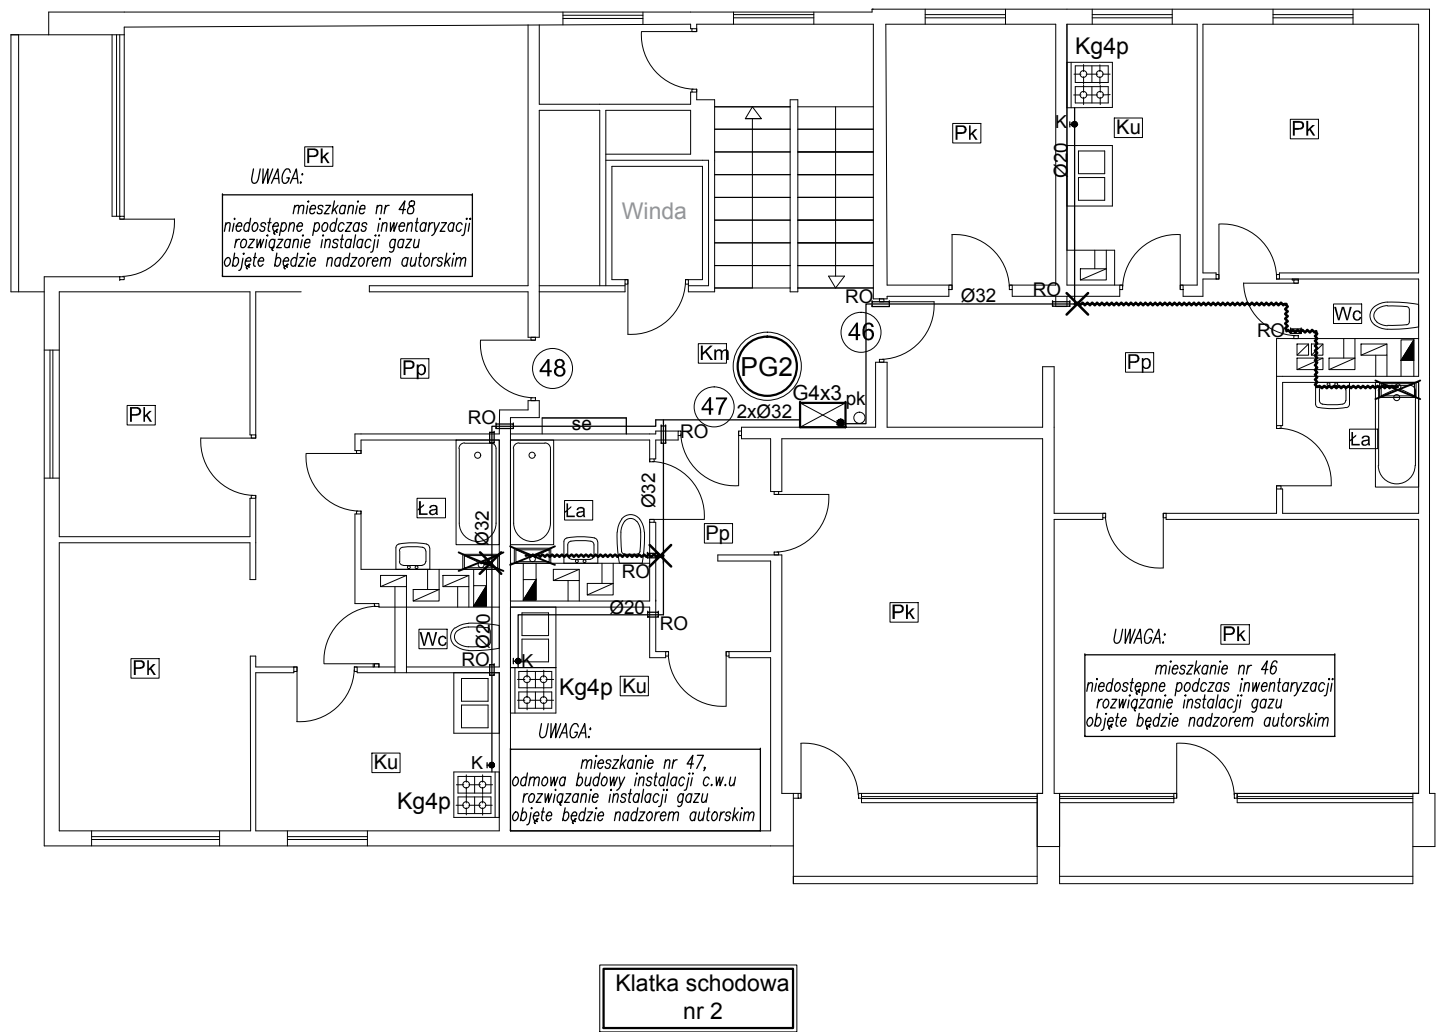 Kg4p
Pk
K
Ku
Pk
Ø20
Pk
UWAGA:
mieszkanie nr 48
niedostępne podczas inwentaryzacji
rozwiązanie instalacji gazu
objęte będzie nadzorem autorskim
Winda
RO
Ø32
RO
Wc
RO
46
Km
PG2
48
Pp
Pp
G4x3
pk
47
2xØ32
Pk
RO
se
RO
Ła
Ø32
Ła
Ø32
Ła
Pp
RO
Ø20
RO
Pk
Wc
Ø20
RO
Pk
K
Kg4p
Ku
UWAGA:
Pk
mieszkanie nr 46
niedostępne podczas inwentaryzacji
rozwiązanie instalacji gazu
objęte będzie nadzorem autorskim
UWAGA:
mieszkanie nr 47,
odmowa budowy instalacji c.w.u
rozwiązanie instalacji gazu
objęte będzie nadzorem autorskim
Ku
K
Kg4p
Klatka schodowa
nr 2